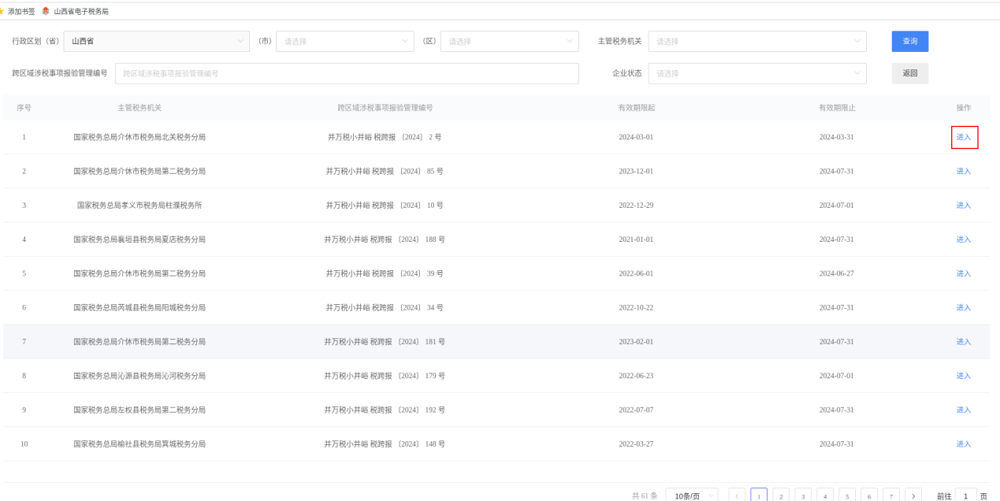 添加书签 山西省电子税务局
行政区划（省） 山西省 （市） 请选择 （区） 请选择 主管税务机关 请选择 查询
跨区域涉税事项报验管理编号 跨区域涉税事项报验管理编号 企业状态 请选择 返回
序号 主管税务机关 跨区域涉税事项报验管理编号 有效期限起 有效期限止 操作
1 国家税务总局介休市税务局北关税务分局 并万税小井峪 税跨报 〔2024〕 2 号 2024-03-01 2024-03-31 进入
2 国家税务总局介休市税务局第二税务分局 并万税小井峪 税跨报 〔2024〕 85 号 2023-12-01 2024-07-31 进入
3 国家税务总局孝义市税务局柱濮税务所 并万税小井峪 税跨报 〔2024〕 10 号 2022-12-29 2024-07-01 进入
4 国家税务总局襄垣县税务局夏店税务分局 并万税小井峪 税跨报 〔2024〕 188 号 2021-01-01 2024-07-31 进入
5 国家税务总局介休市税务局第二税务分局 并万税小井峪 税跨报 〔2024〕 39 号 2022-06-01 2024-06-27 进入
6 国家税务总局芮城县税务局阳城税务分局 并万税小井峪 税跨报 〔2024〕 34 号 2022-10-22 2024-07-31 进入
7 国家税务总局介休市税务局第二税务分局 并万税小井峪 税跨报 〔2024〕 181 号 2023-02-01 2024-07-31 进入
8 国家税务总局沁源县税务局沁河税务分局 并万税小井峪 税跨报 〔2024〕 179 号 2022-06-23 2024-07-01 进入
9 国家税务总局左权县税务局第二税务分局 并万税小井峪 税跨报 〔2024〕 192 号 2022-07-07 2024-07-31 进入
10 国家税务总局榆社县税务局箕城税务分局 并万税小井峪 税跨报 〔2024〕 148 号 2022-03-27 2024-07-31 进入
共 61 条 10条/页 1 2 3 4 5 6 7 前往 1 页